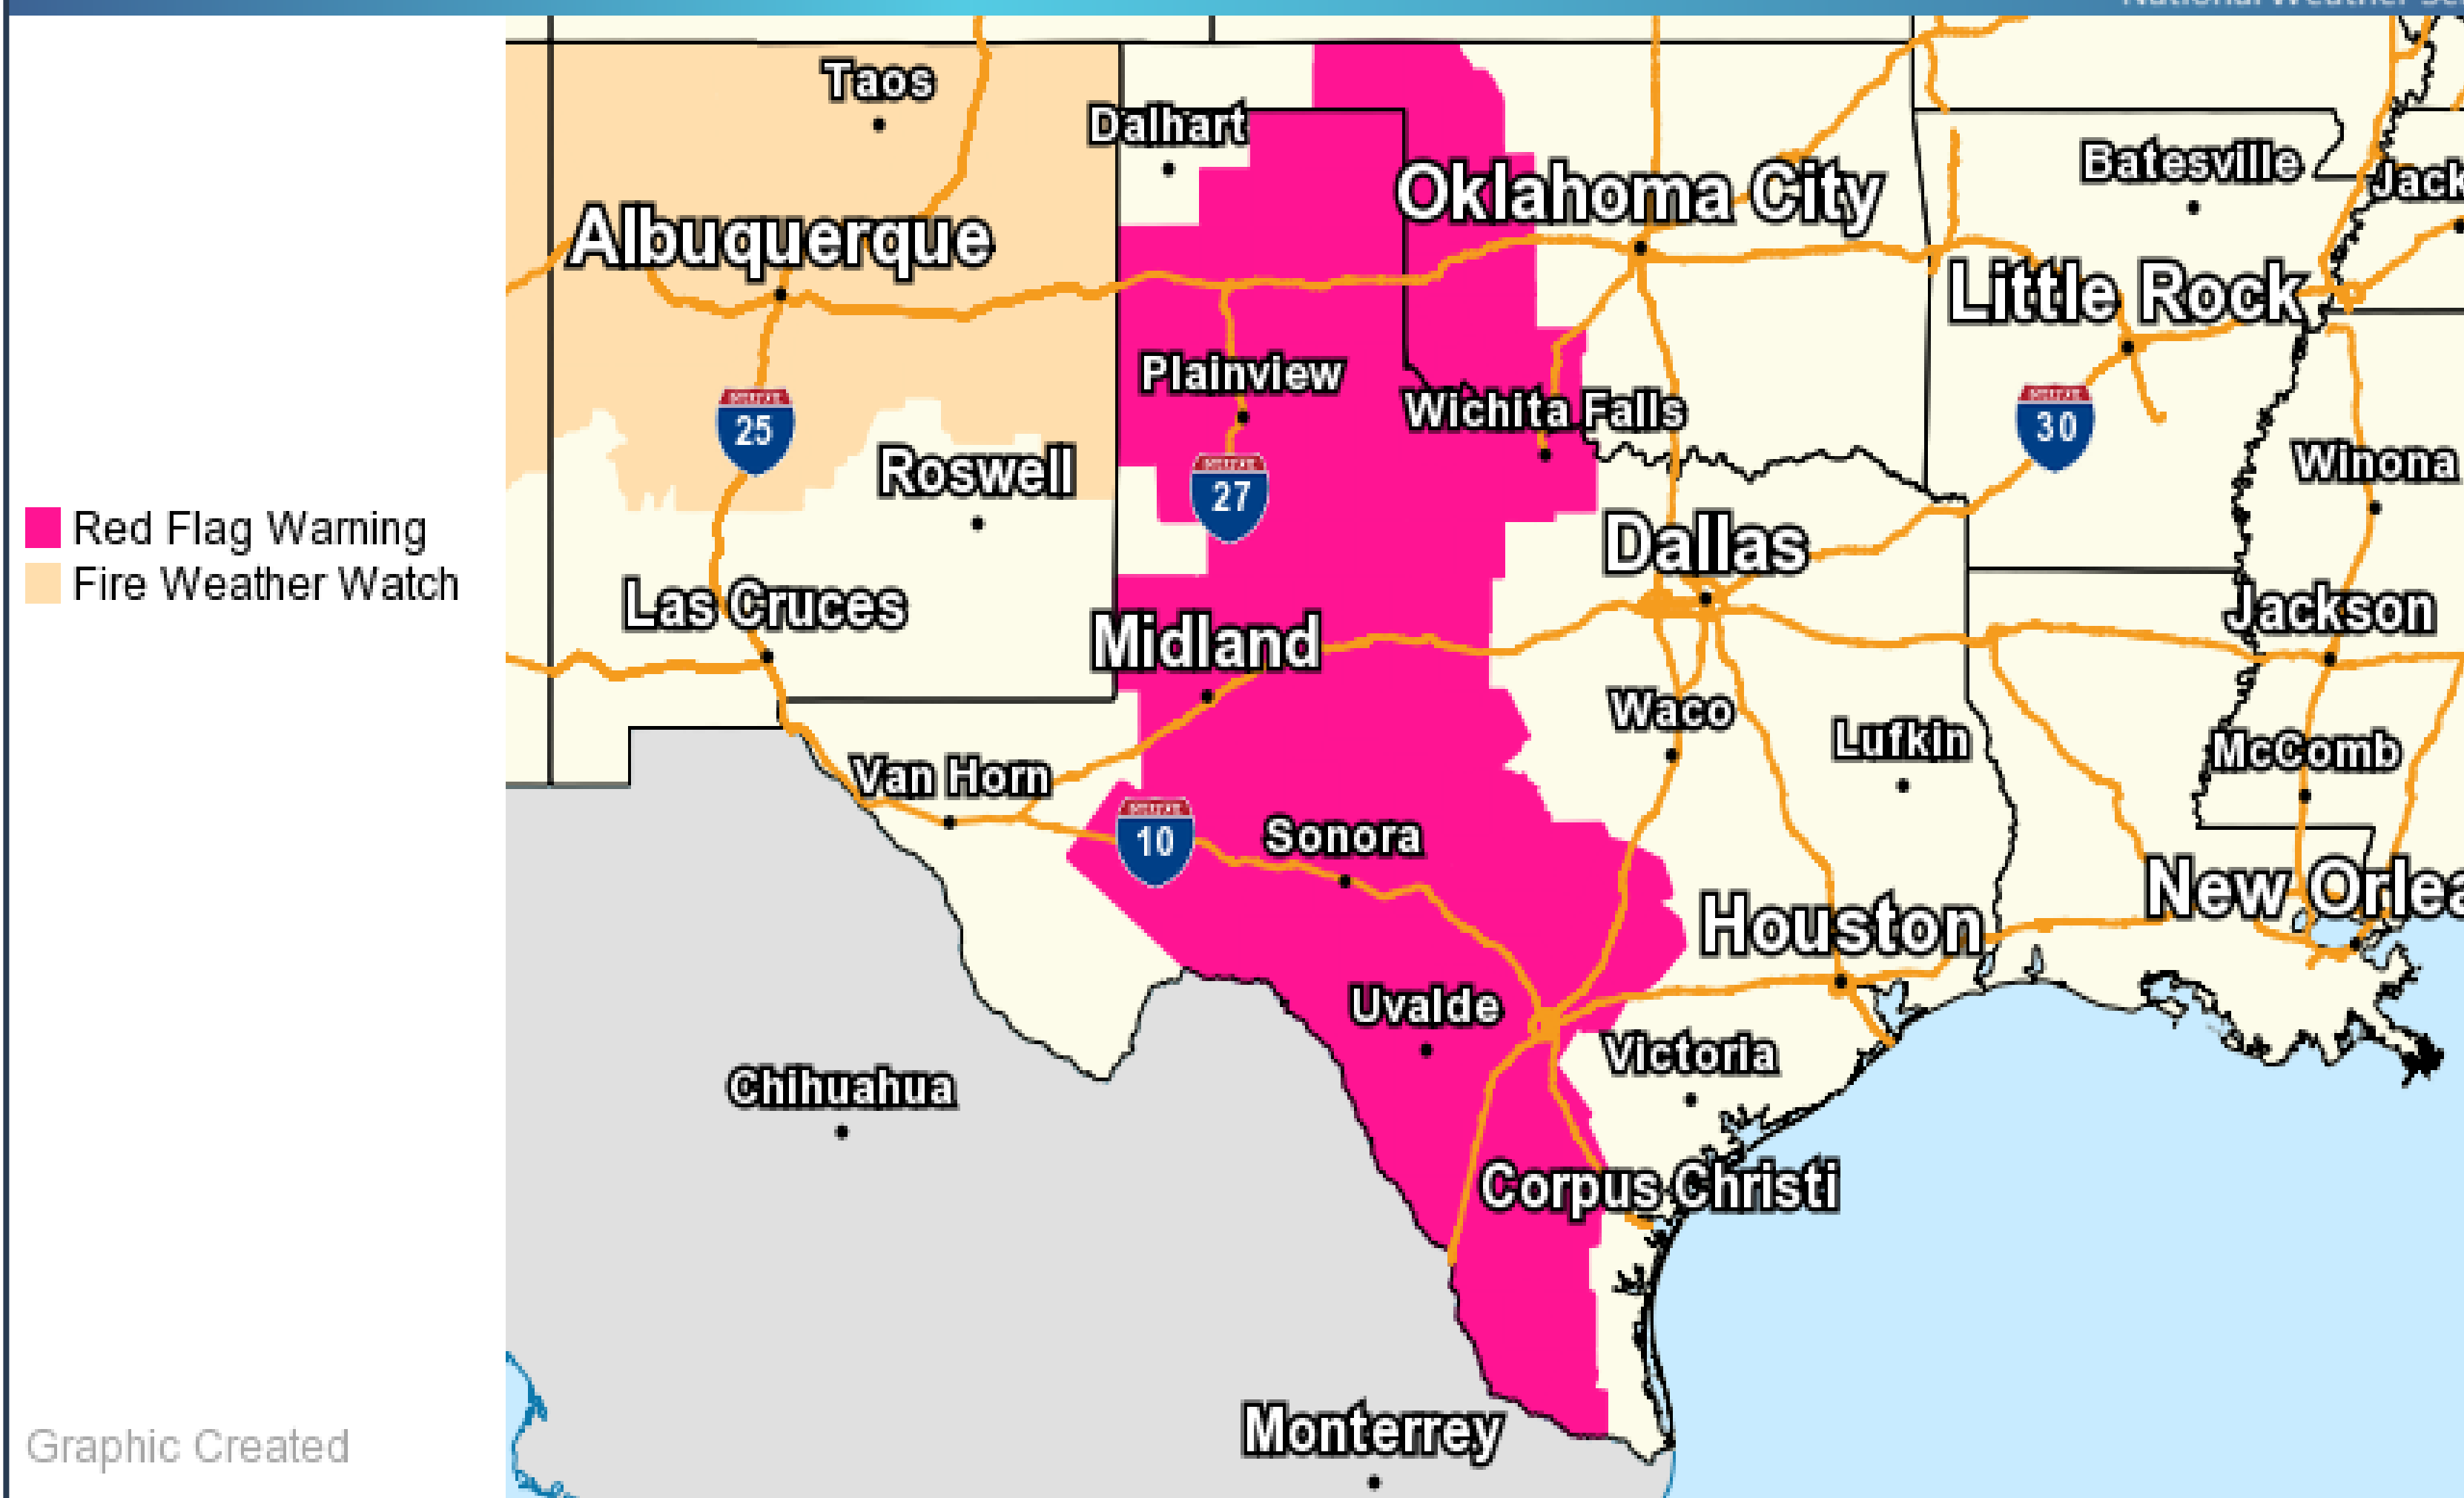 Taos
Dalhart
Oklahoma City
Batesville
Albuquerque
Little Rock
Plainview
Wichita Falls
25
30
Roswell
Winona
27
Red Flag Warning
Dallas
Fire Weather Watch
Las Cruces
Jackson
Midland
Waco
Lufkin
McComb
Van Horn
10
Sonora
Houston
Uvalde
Victoria
Chihuahua
Corpus Christi
Monterrey
Graphic Created